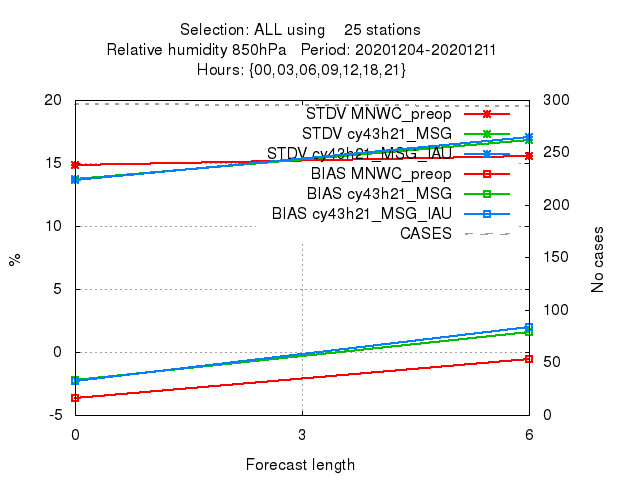 Selection: ALL using    25 stations
Relative humidity 850hPa   Period: 20201204-20201211
Hours: {00,03,06,09,12,18,21}
20
15
10
5
0
-5
%
300
250
200
150
100
50
0
No cases
STDV MNWC_preop
STDV cy43h21_MSG
STDV cy43h21_MSG_IAU
BIAS MNWC_preop
BIAS cy43h21_MSG
BIAS cy43h21_MSG_IAU
CASES
0 3 6
Forecast length